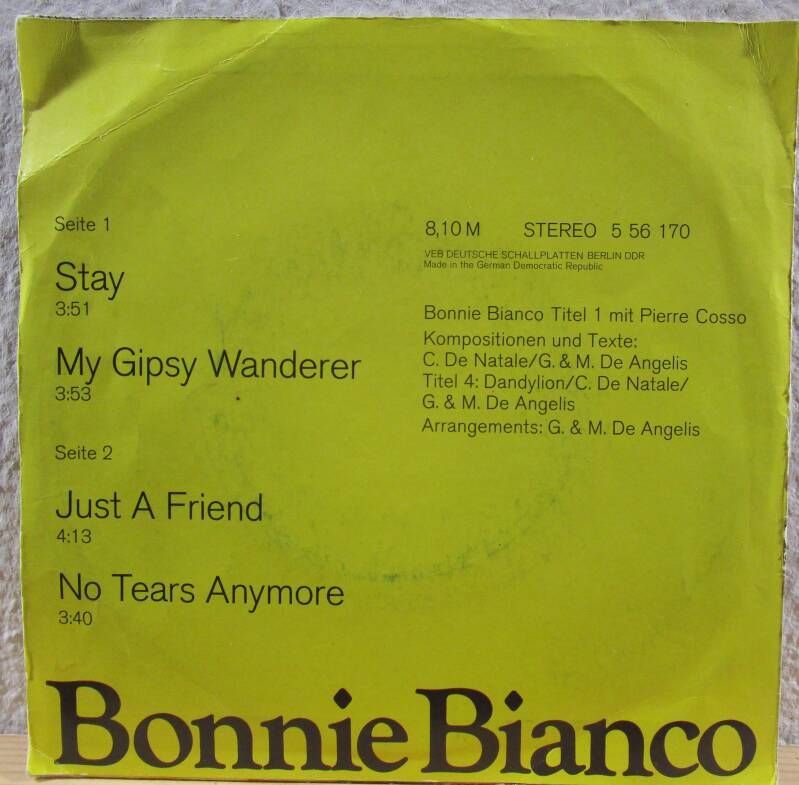 Seite 1
Stay
3:51
My Gipsy Wanderer
3:53
Seite 2
Just A Friend
4:13
No Tears Anymore
3:40
8,10 M STEREO 5 56 170
VEB DEUTSCHE SCHALLPLATTEN BERLIN DDR
Made in the German Democratic Republic
Bonnie Bianco Titel 1 mit Pierre Cosso
Kompositionen und Texte:
C. De Natale/G. & M. De Angelis
Titel 4: Dandylion/C. De Natale/
G. & M. De Angelis
Arrangements: G. & M. De Angelis
Bonnie Bianco